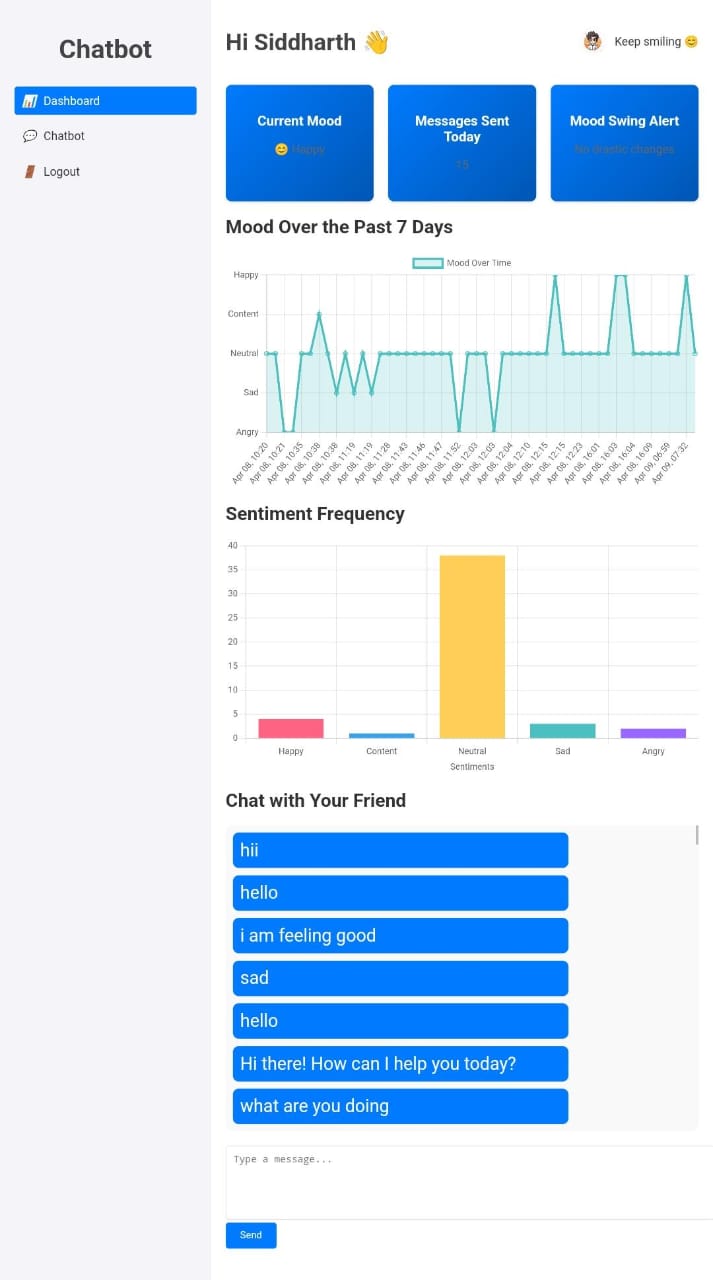 Chatbot
📊 Dashboard
💬 Chatbot
🚪 Logout
Hi Siddharth 👋
Keep smiling 😊
Current Mood
😊 Happy
Messages Sent
Today
15
Mood Swing Alert
No drastic changes
Mood Over the Past 7 Days
Mood Over Time
Happy
Content
Neutral
Sad
Angry
Apr 08, 10:20
Apr 08, 10:21
Apr 08, 10:35
Apr 08, 10:38
Apr 08, 10:38
Apr 08, 11:19
Apr 08, 11:19
Apr 08, 11:28
Apr 08, 11:43
Apr 08, 11:46
Apr 08, 11:47
Apr 08, 11:52
Apr 08, 12:03
Apr 08, 12:03
Apr 08, 12:04
Apr 08, 12:10
Apr 08, 12:15
Apr 08, 12:15
Apr 08, 12:23
Apr 08, 16:01
Apr 08, 16:03
Apr 08, 16:04
Apr 08, 16:09
Apr 09, 06:59
Apr 09, 07:32
Sentiment Frequency
40
35
30
25
20
15
10
5
0
Happy
Content
Neutral
Sad
Angry
Sentiments
Chat with Your Friend
hii
hello
i am feeling good
sad
hello
Hi there! How can I help you today?
what are you doing
Type a message...
Send